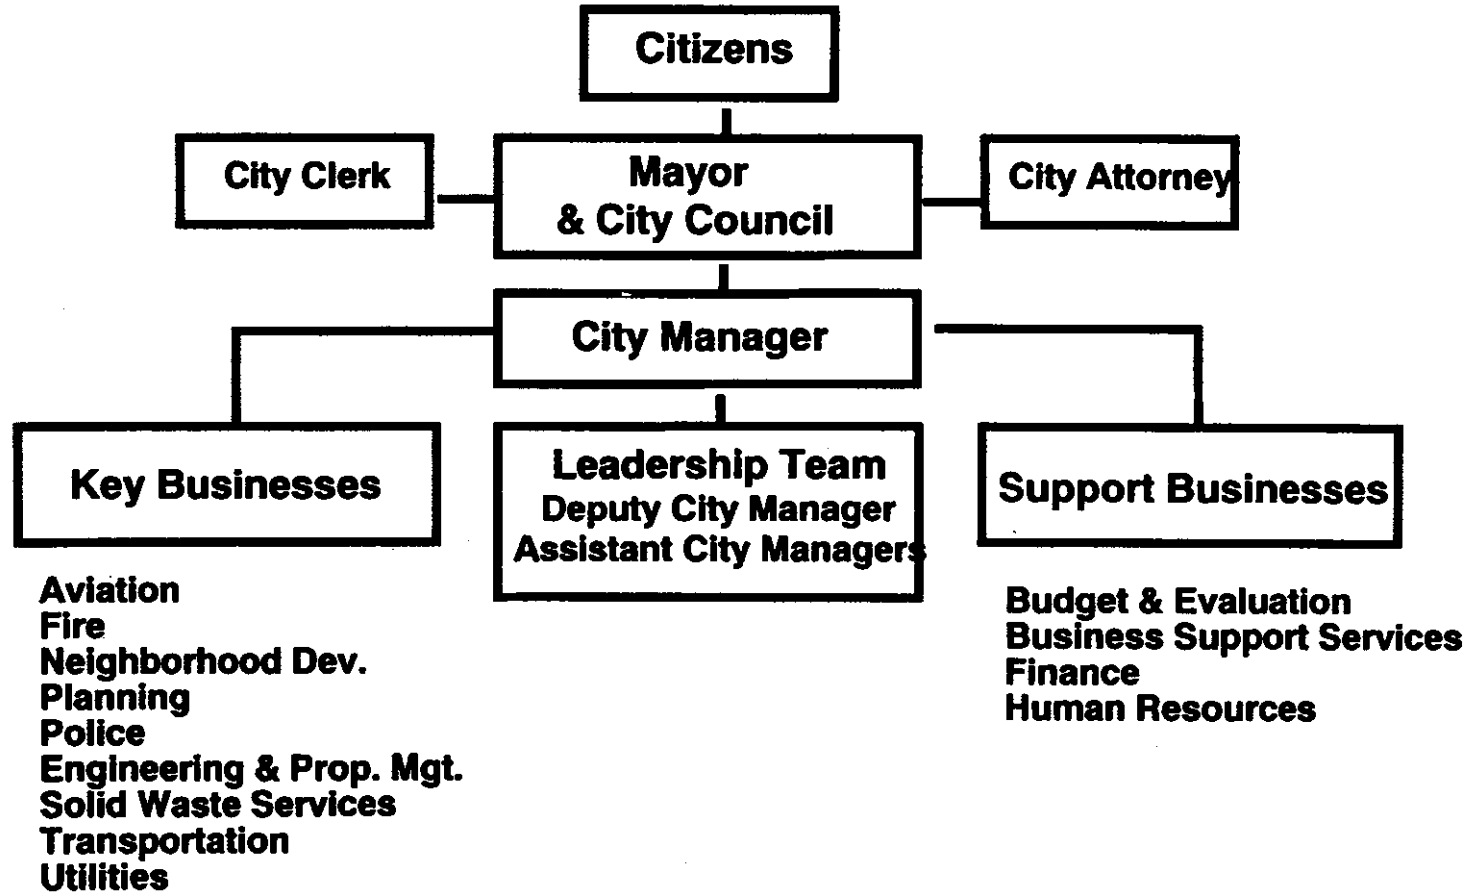 Citizens
City Clerk
Mayor
& City Council
City Attorney
City Manager
Key Businesses
Leadership Team
Deputy City Manager
Assistant City Managers
Support Businesses
Aviation
Fire
Neighborhood Dev.
Planning
Police
Engineering & Prop. Mgt.
Solid Waste Services
Transportation
Utilities
Budget & Evaluation
Business Support Services
Finance
Human Resources